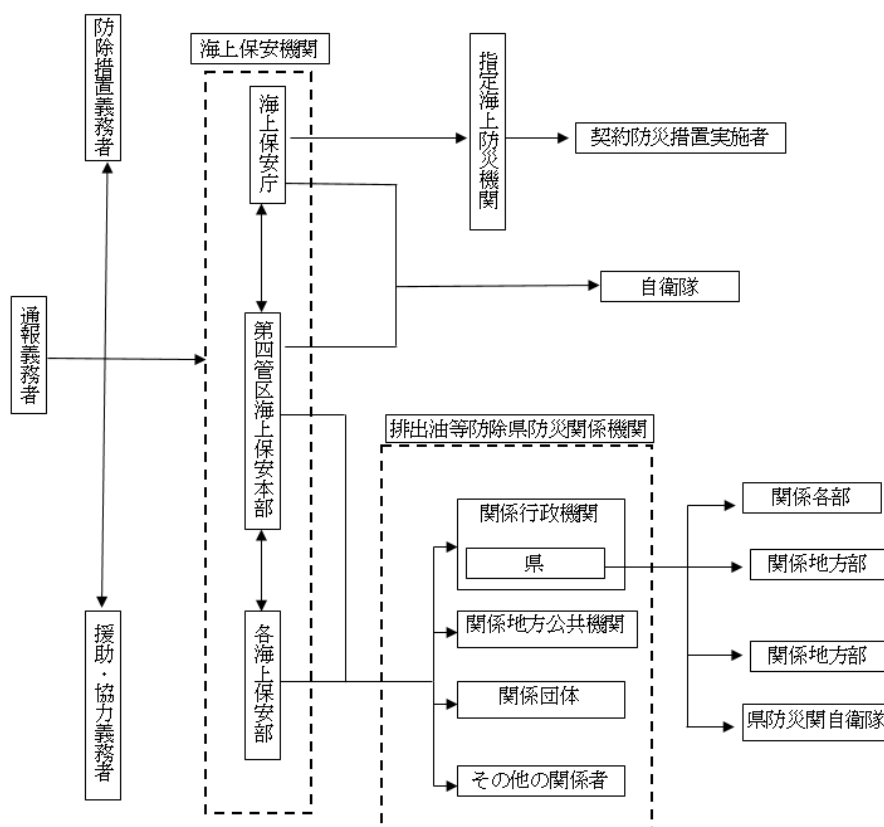 防除措置義務者
海上保安機関
海上保安庁
指定海上防災機関
契約防災措置実施者
自衛隊
通報義務者
第四管区海上保安本部
排出油等防除県防災関係機関
関係行政機関
県
関係各部
関係地方部
援助・協力義務者
各海上保安部
関係地方公共機関
関係地方部
関係団体
県防災関自衛隊
その他の関係者